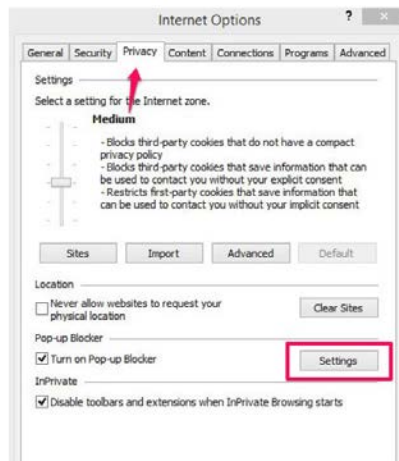 Internet Options
?
General Security Privacy Content Connections Programs Advanced
Settings
Select a setting for the Internet zone.
Medium
- Blocks third-party cookies that do not have a compact
privacy policy
- Blocks third-party cookies that save information that can
be used to contact you without your explicit consent
- Restricts first-party cookies that save information that
can be used to contact you without your implicit consent
Sites Import Advanced Default
Location
Never allow websites to request your
physical location
Clear Sites
Pop-up Blocker
Turn on Pop-up Blocker
Settings
InPrivate
Disable toolbars and extensions when InPrivate Browsing starts